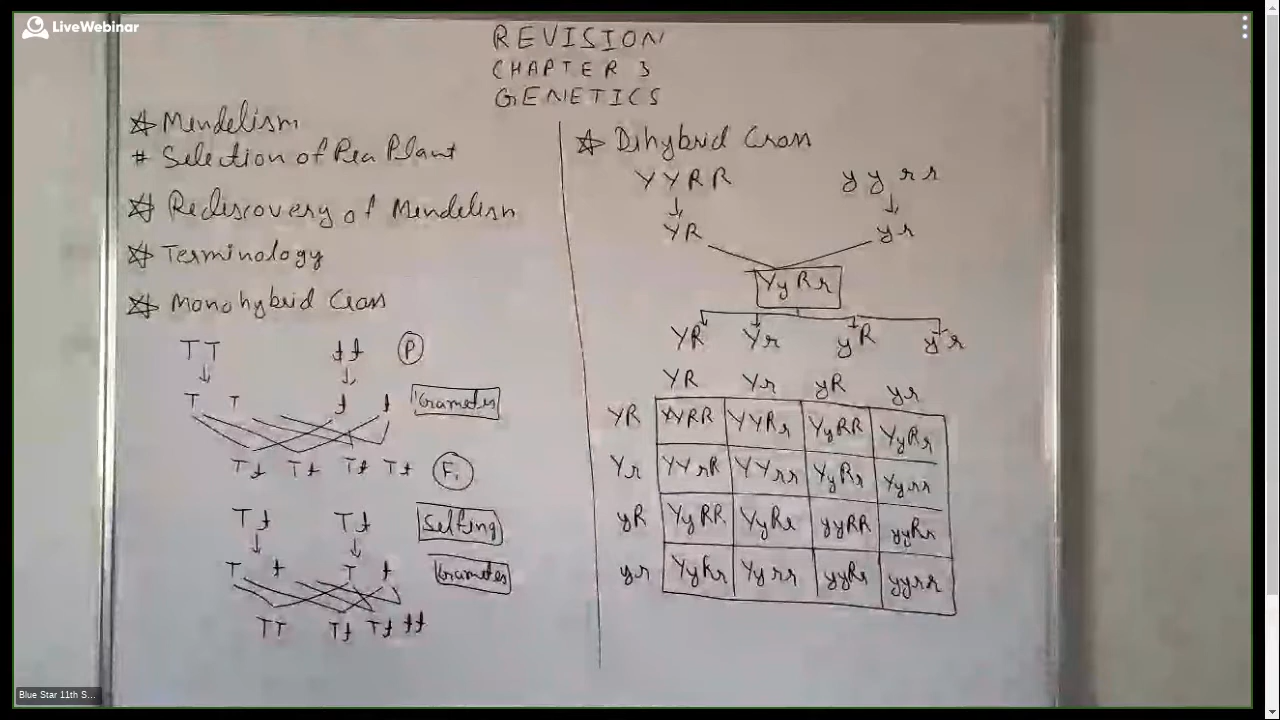 LiveWebinar
REVISION
CHAPTER 3
GENETICS
Mendelism
# Selection of Pea Plant
Rediscovery of Mendelism
Terminology
Monohybrid Cross
TT tt P
T T t t Gametes
Tt Tt Tt Tt F1
Tt Tt Selfing
T t T t Gametes
TT Tt Tt tt
Dihybrid Cross
YYRR yyrr
YR yr
YyRr
YR Yr yR yr
YR Yr yR yr
YR YYRR YYRr YyRR YyRr
Yr YYrR YYrr YyRr Yyrr
yR YyRR YyRr yyRR yyRr
yr YyRr Yyrr yyRr yyrr
Blue Star 11th S...